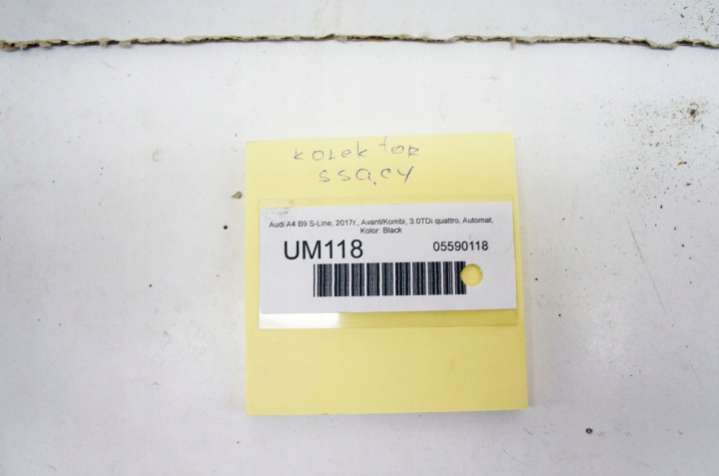 kolektor
ssący
Audi A4 B9 S-Line, 2017r., Avant/Kombi, 3.0TDi quattro, Automat,
Kolor: Black
UM118 05590118